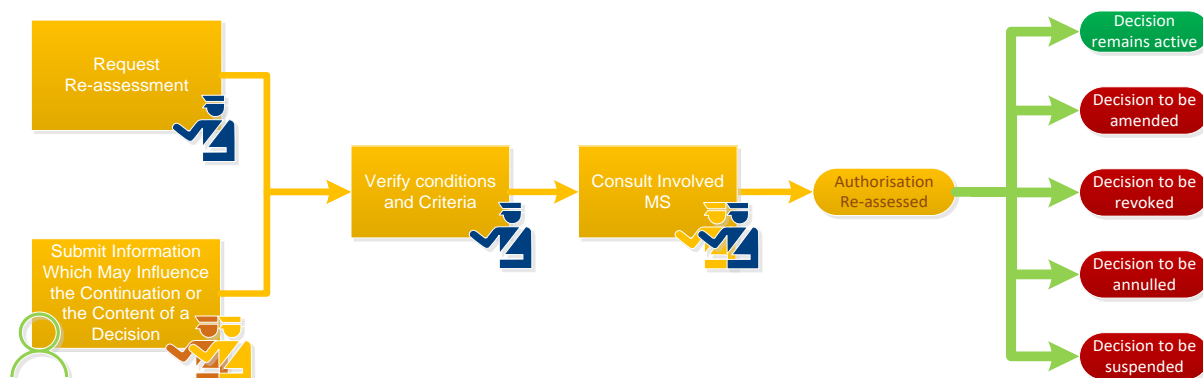 Request
Re-assessment
Submit Information
Which May Influence
the Continuation or
the Content of a
Decision
Verify conditions
and Criteria
Consult Involved
MS
Authorisation
Re-assessed
Decision
remains active
Decision to be
amended
Decision to be
revoked
Decision to be
annulled
Decision to be
suspended